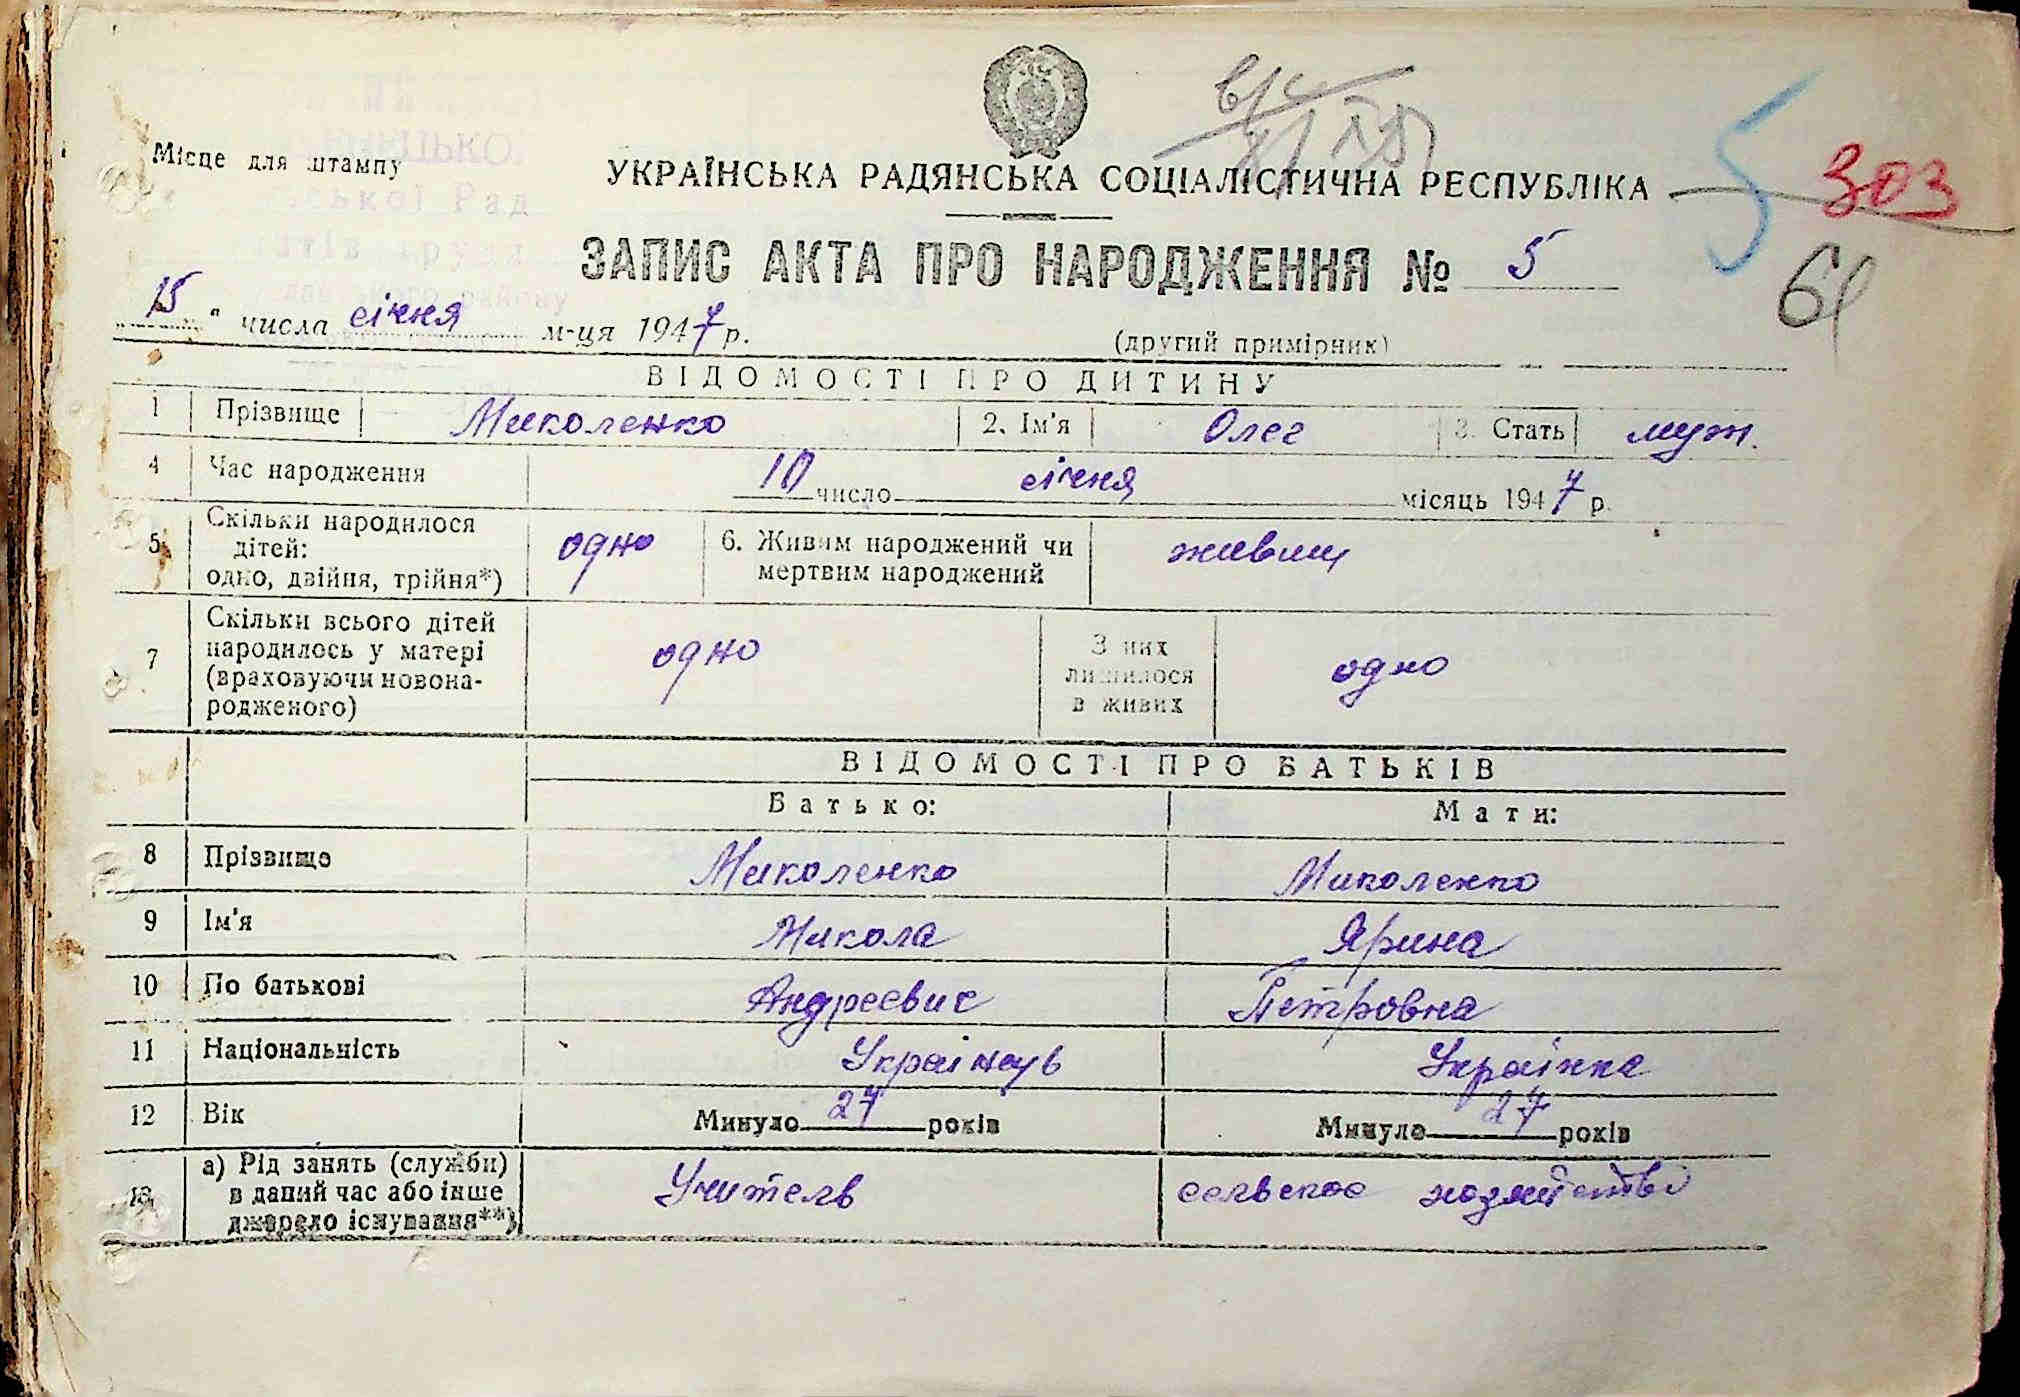 Місце для штампу
УКРАЇНСЬКА РАДЯНСЬКА СОЦІАЛІСТИЧНА РЕСПУБЛІКА
5 303
61
ЗАПИС АКТА ПРО НАРОДЖЕННЯ № 5
15 " числа січня м-ця 1947 р.
(другий примірник)
ВІДОМОСТІ ПРО ДИТИНУ
1 Прізвище Миколенко 2. Ім'я Олег 3. Стать муж.
4 Час народження 10 число січня місяць 1947 р.
5 Скільки народилося дітей: одно, двійня, трійня*) одно 6. Живим народжений чи мертвим народжений живим
7 Скільки всього дітей народилось у матері (враховуючи новонародженого) одно З них лишилося в живих одно
ВІДОМОСТІ ПРО БАТЬКІВ
Батько: Мати:
8 Прізвище Миколенко Миколенко
9 Ім'я Микола Ярина
10 По батькові Андреевич Петровна
11 Національність Українець Українка
12 Вік Минуло 27 років Минуло 27 років
13 а) Рід занять (служби) в даний час або інше джерело існування**) Учитель сельское